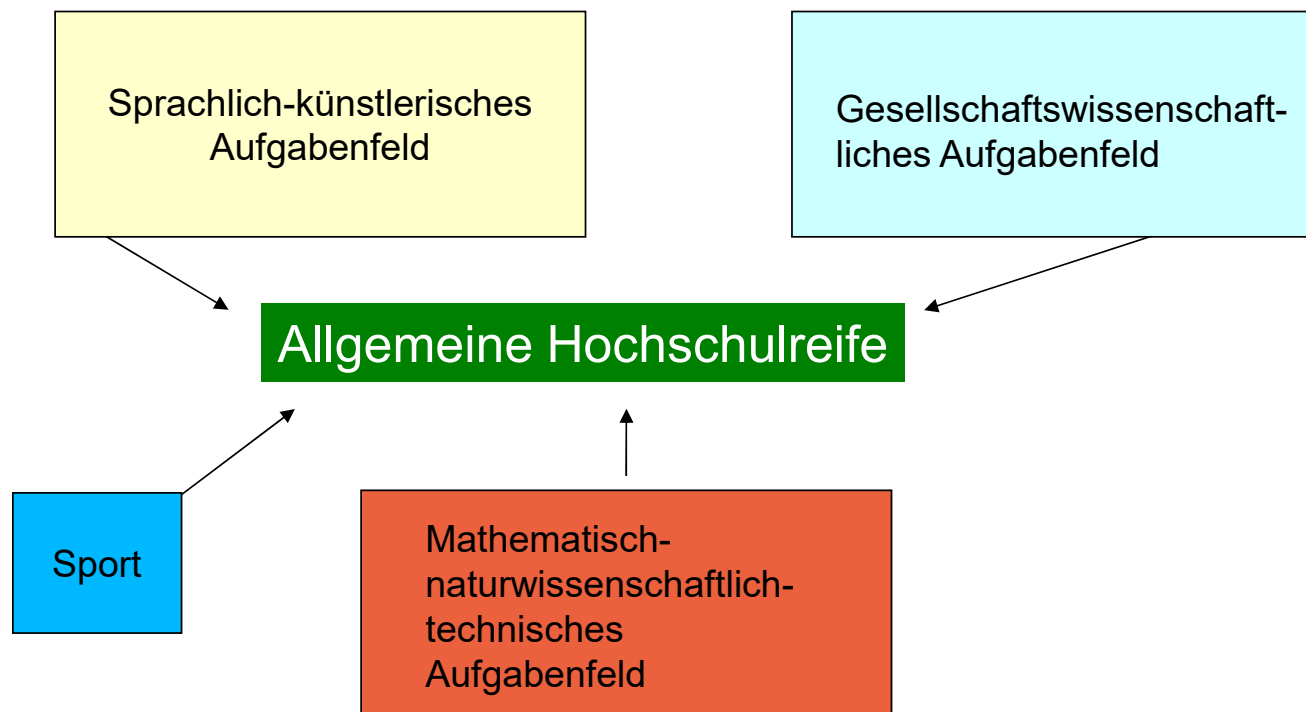 Sprachlich-künstlerisches
Aufgabenfeld
Gesellschaftswissenschaft-
liches Aufgabenfeld
Allgemeine Hochschulreife
Sport
Mathematisch-
naturwissenschaftlich-
technisches
Aufgabenfeld